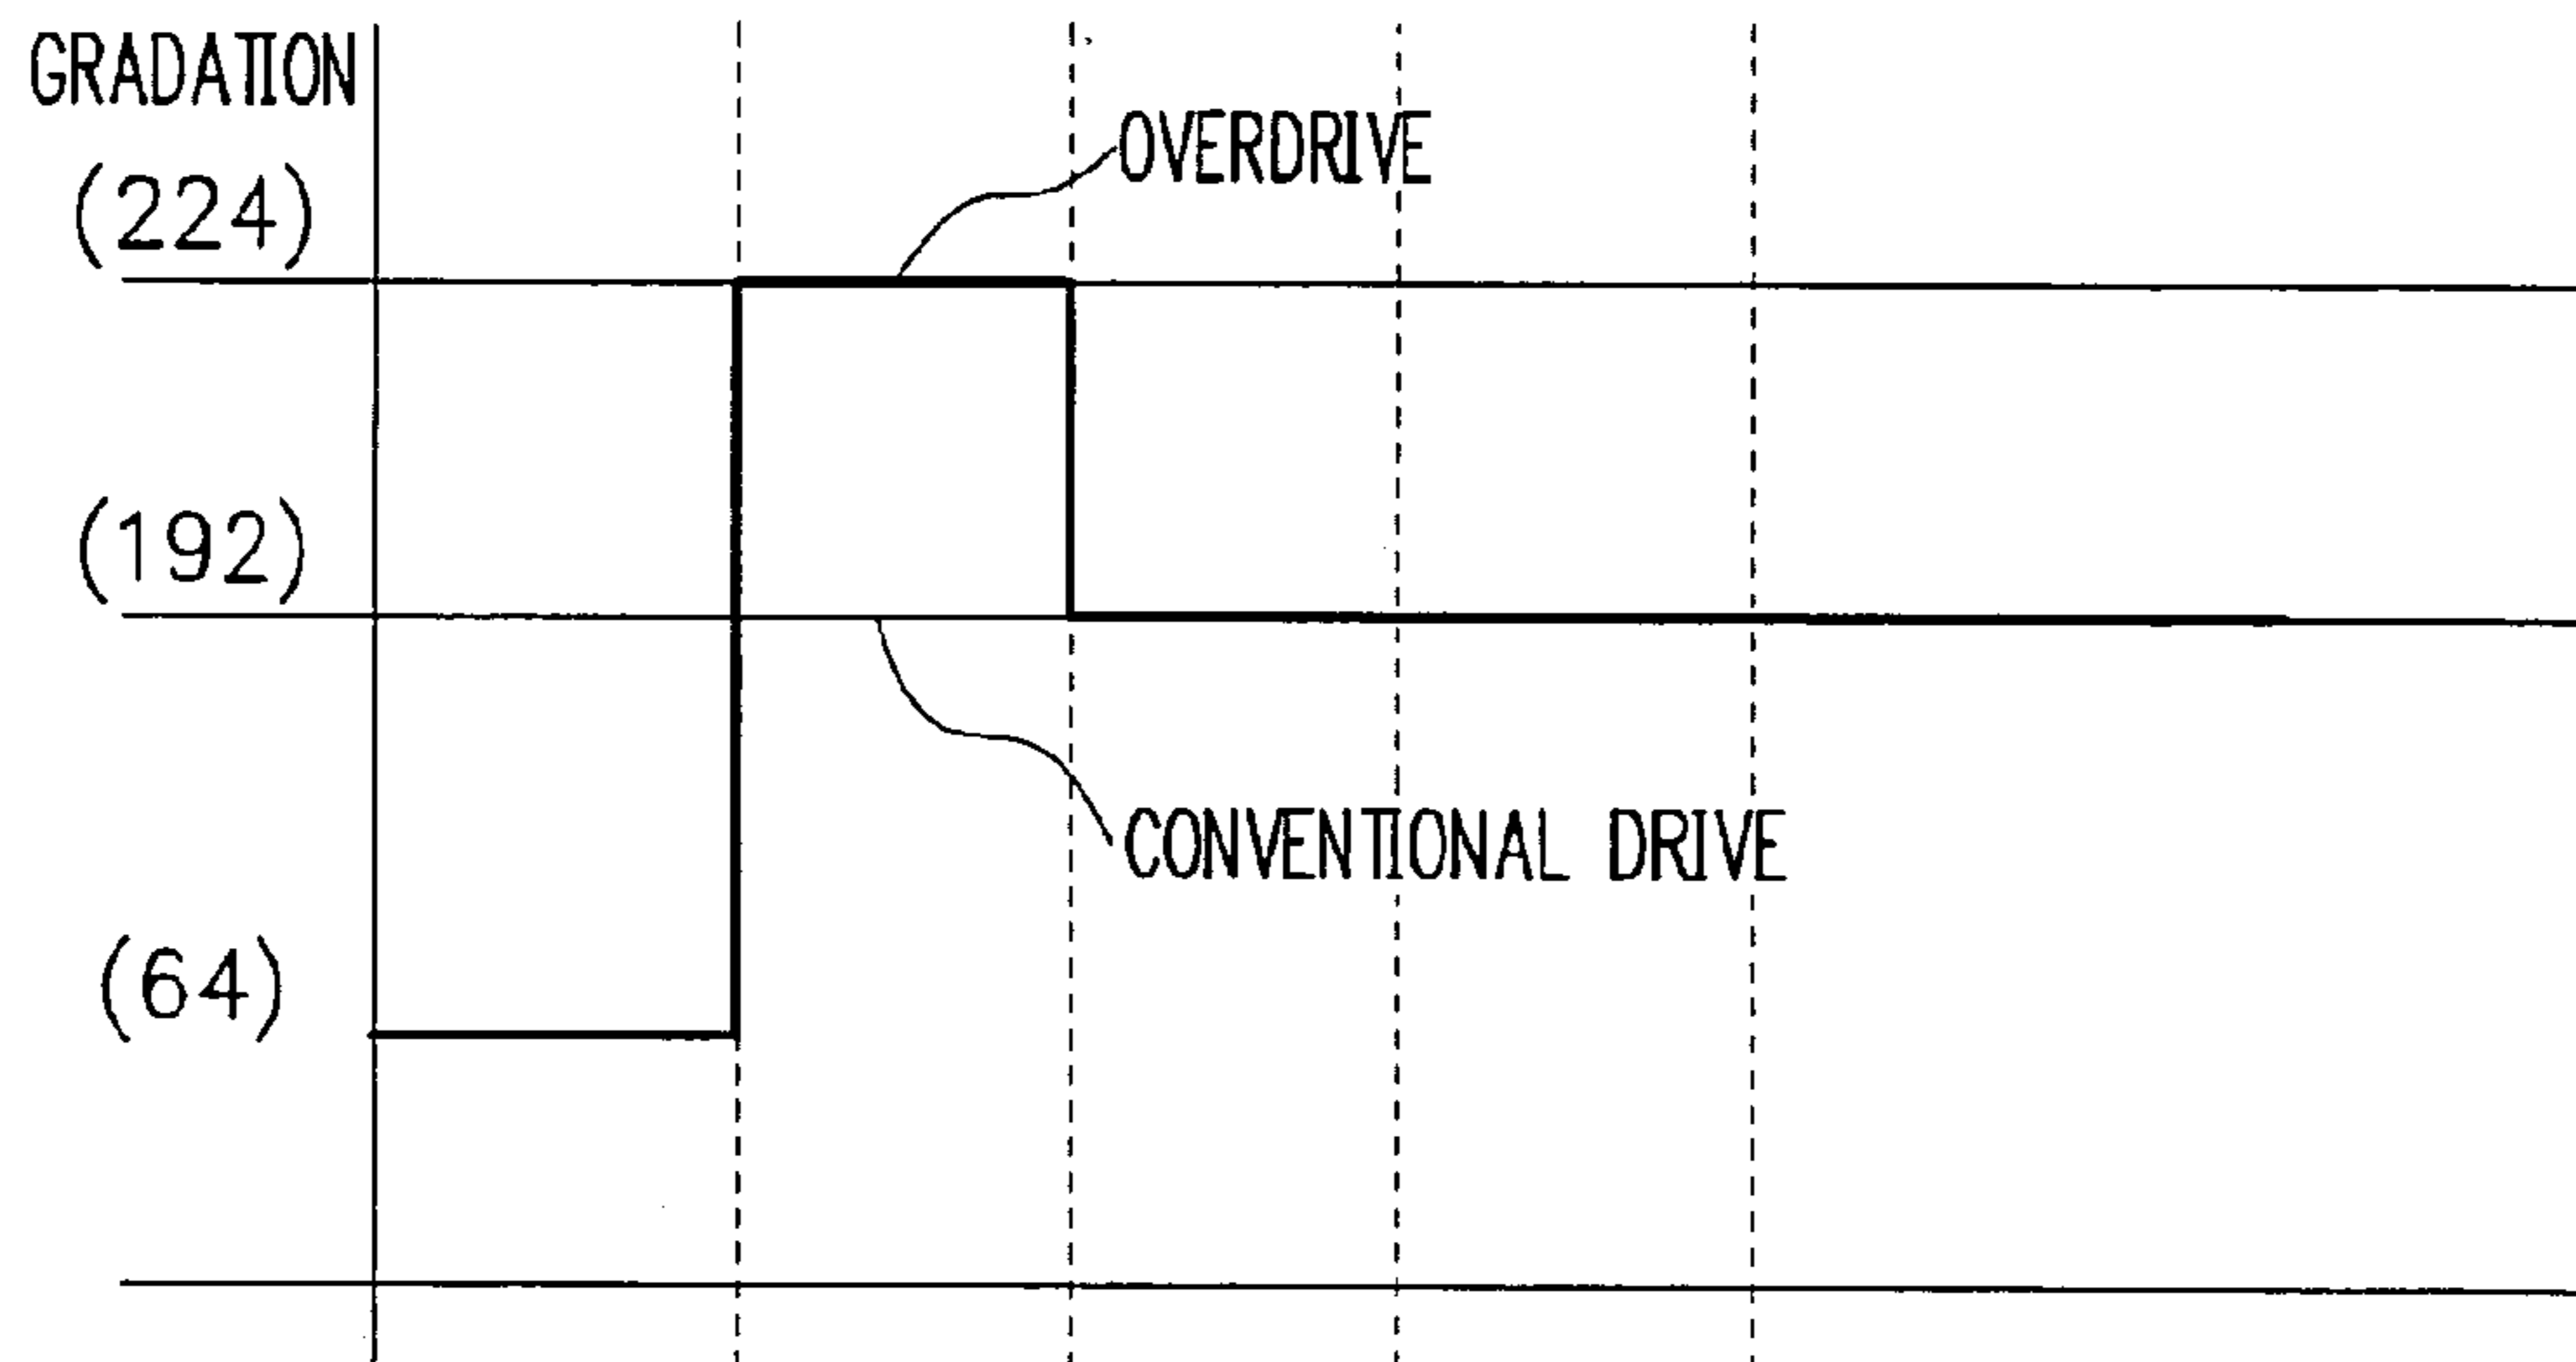 GRADATION
(224)
OVERDRIVE
(192)
CONVENTIONAL DRIVE
(64)